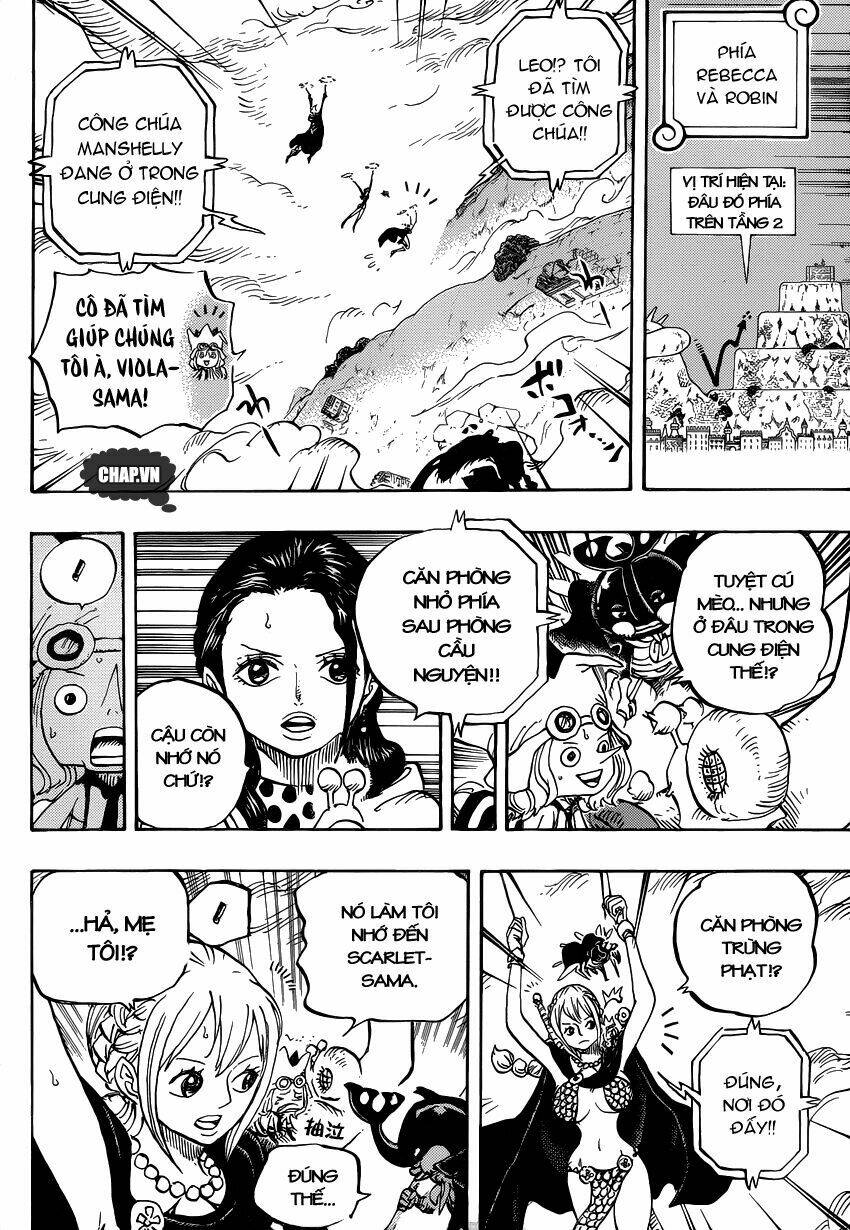 PHÍA
REBECCA
VÀ ROBIN
VỊ TRÍ HIỆN TẠI:
ĐÂU ĐÓ PHÍA
TRÊN TẦNG 2
LEO!? TÔI
ĐÃ TÌM
ĐƯỢC CÔNG
CHÚA!!
CÔNG CHÚA
MANSHELLY
ĐANG Ở TRONG
CUNG ĐIỆN!!
CÔ ĐÃ TÌM
GIÚP CHÚNG
TÔI À, VIOLA-
SAMA!
CHAP.VN
TUYỆT CÚ
MÈO... NHƯNG
Ở ĐÂU TRONG
CUNG ĐIỆN
THẾ!?
CĂN PHÒNG
NHỎ PHÍA
SAU PHÒNG
CẦU
NGUYỆN!!
CẬU CÒN
NHỚ NÓ
CHỨ!?
!
CĂN PHÒNG
TRỪNG
PHẠT!?
ĐÚNG,
NƠI ĐÓ
ĐẤY!!
NÓ LÀM TÔI
NHỚ ĐẾN
SCARLET-
SAMA.
!
...HẢ, MẸ
TÔI!?
抽泣
ĐÚNG
THẾ...